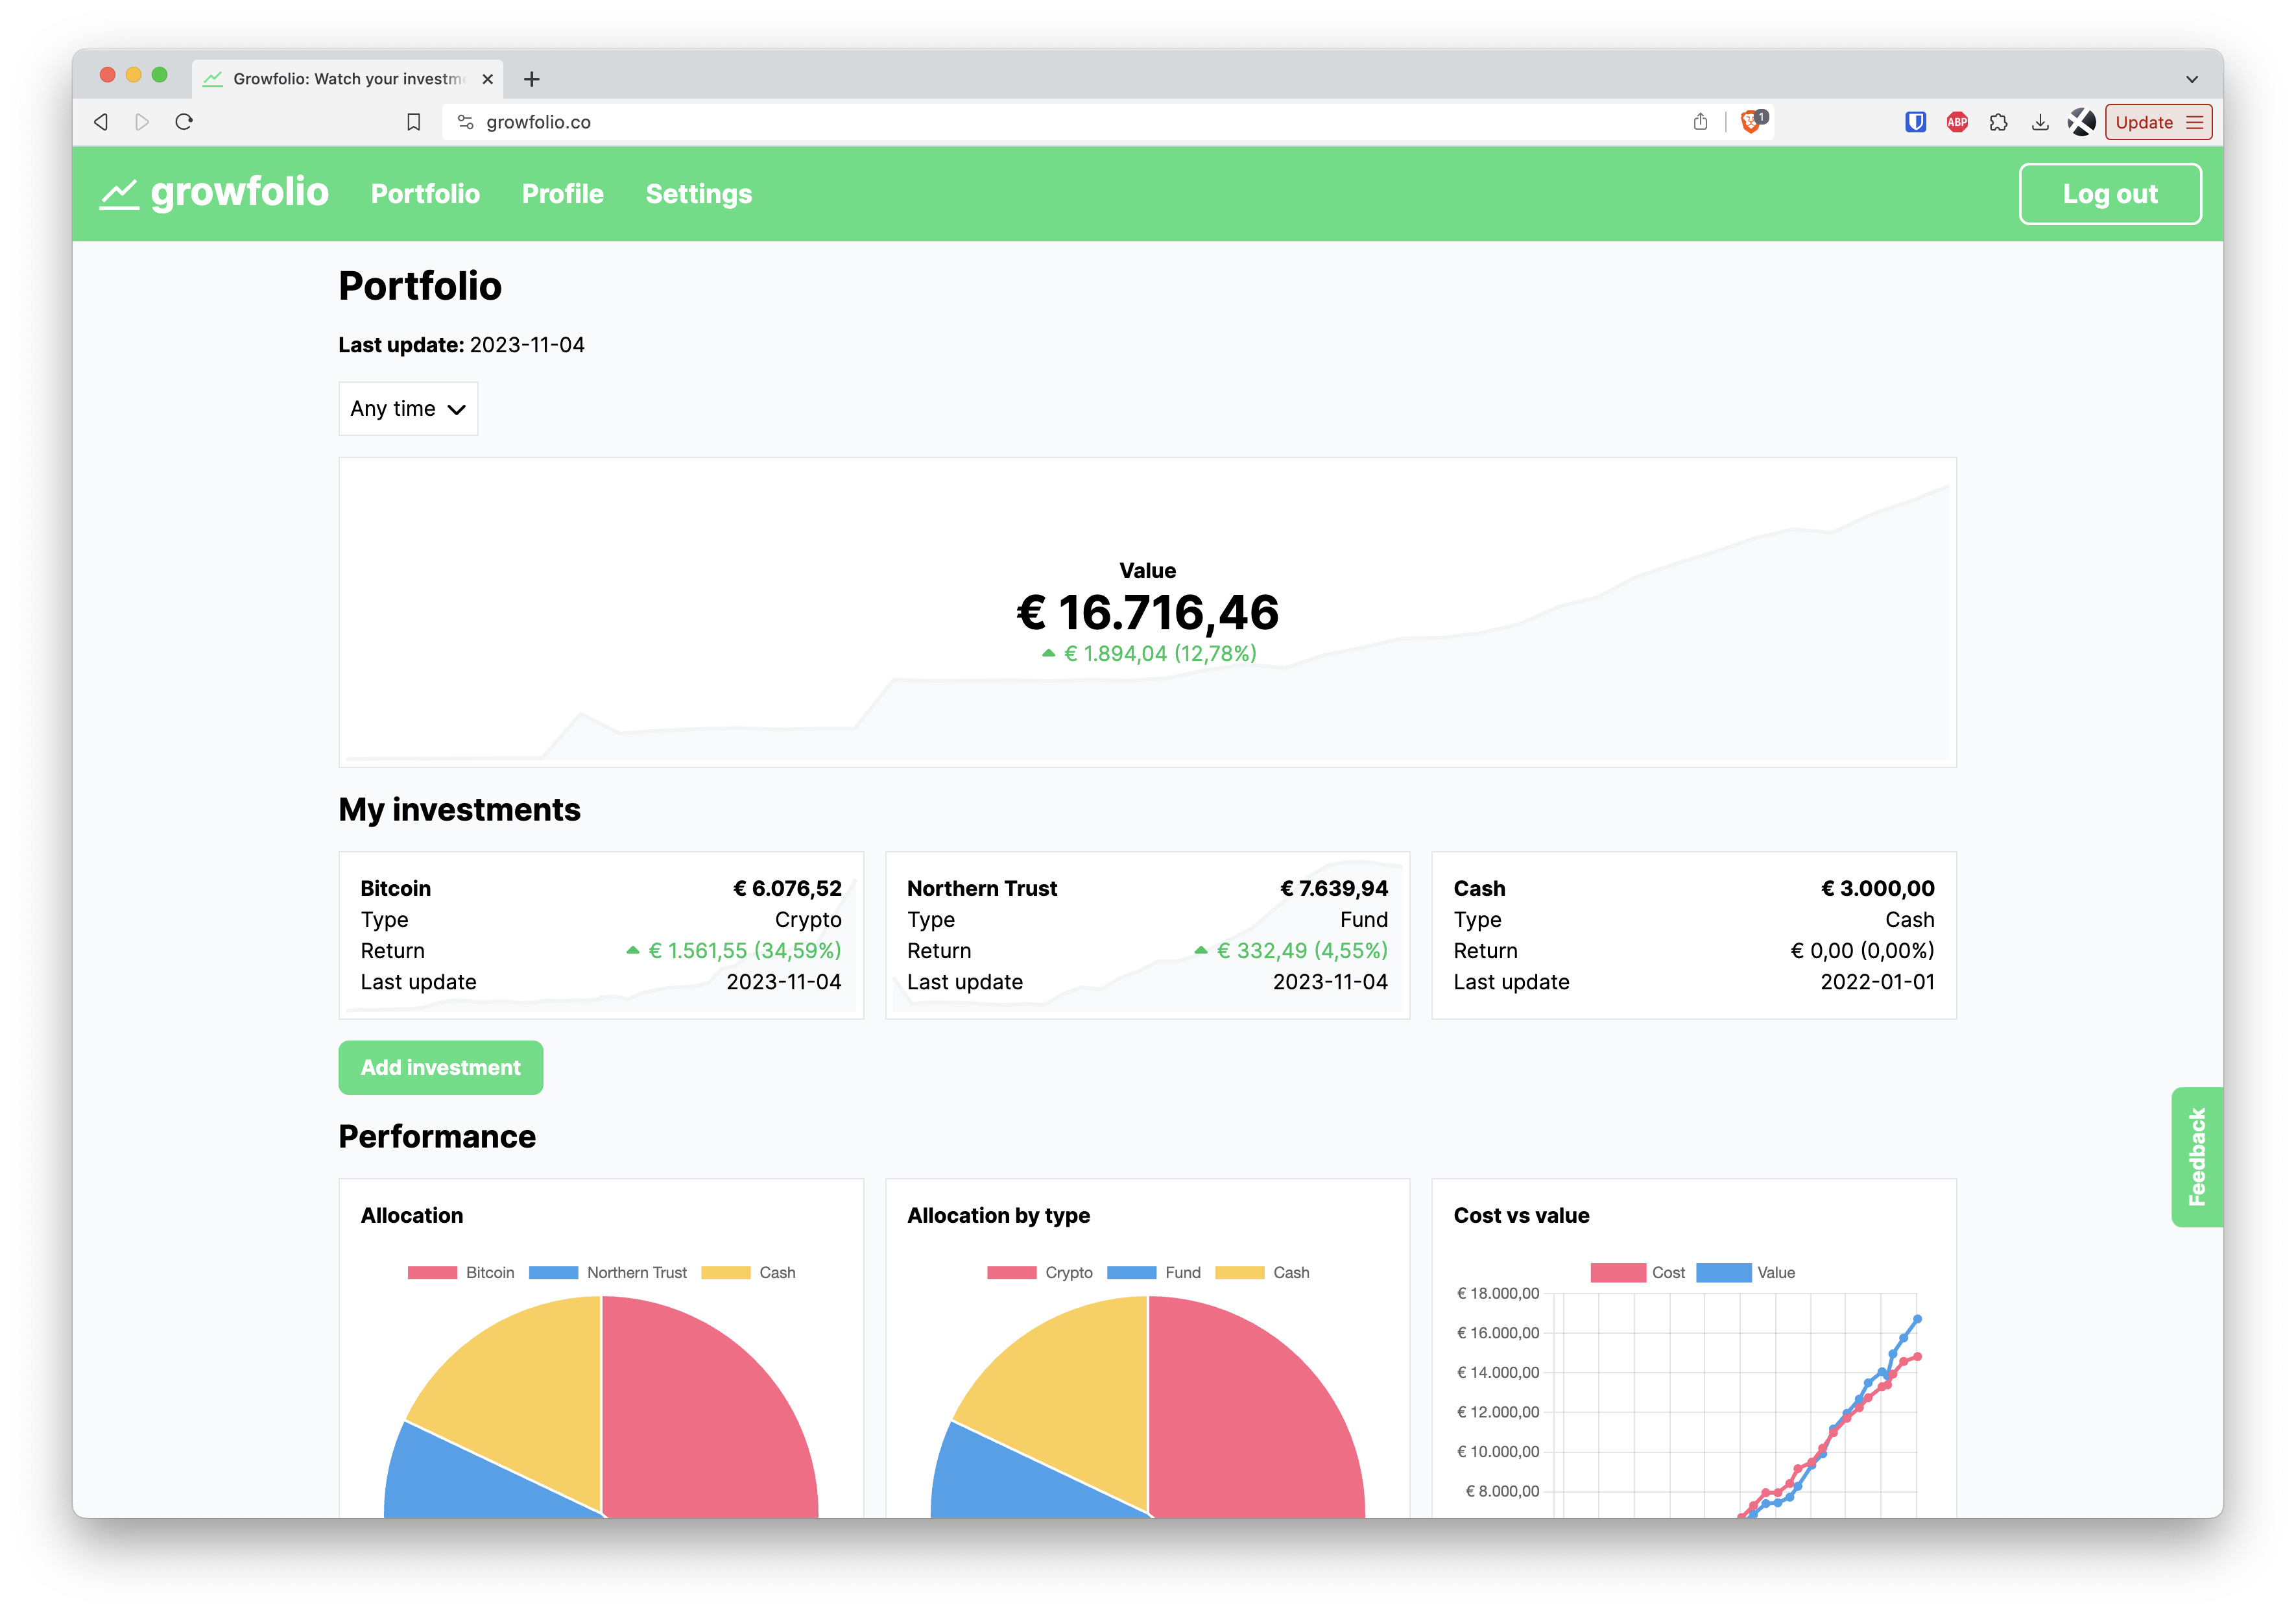 Growfolio: Watch your investm
growfolio.co
1
ABP
Update
growfolio
Portfolio
Profile
Settings
Log out
Portfolio
Last update: 2023-11-04
Any time
Value
€ 16.716,46
€ 1.894,04 (12,78%)
My investments
Bitcoin € 6.076,52
Type Crypto
Return € 1.561,55 (34,59%)
Last update 2023-11-04
Northern Trust € 7.639,94
Type Fund
Return € 332,49 (4,55%)
Last update 2023-11-04
Cash € 3.000,00
Type Cash
Return € 0,00 (0,00%)
Last update 2022-01-01
Add investment
Feedback
Performance
Allocation
Bitcoin Northern Trust Cash
Allocation by type
Crypto Fund Cash
Cost vs value
Cost Value
€ 18.000,00
€ 16.000,00
€ 14.000,00
€ 12.000,00
€ 10.000,00
€ 8.000,00